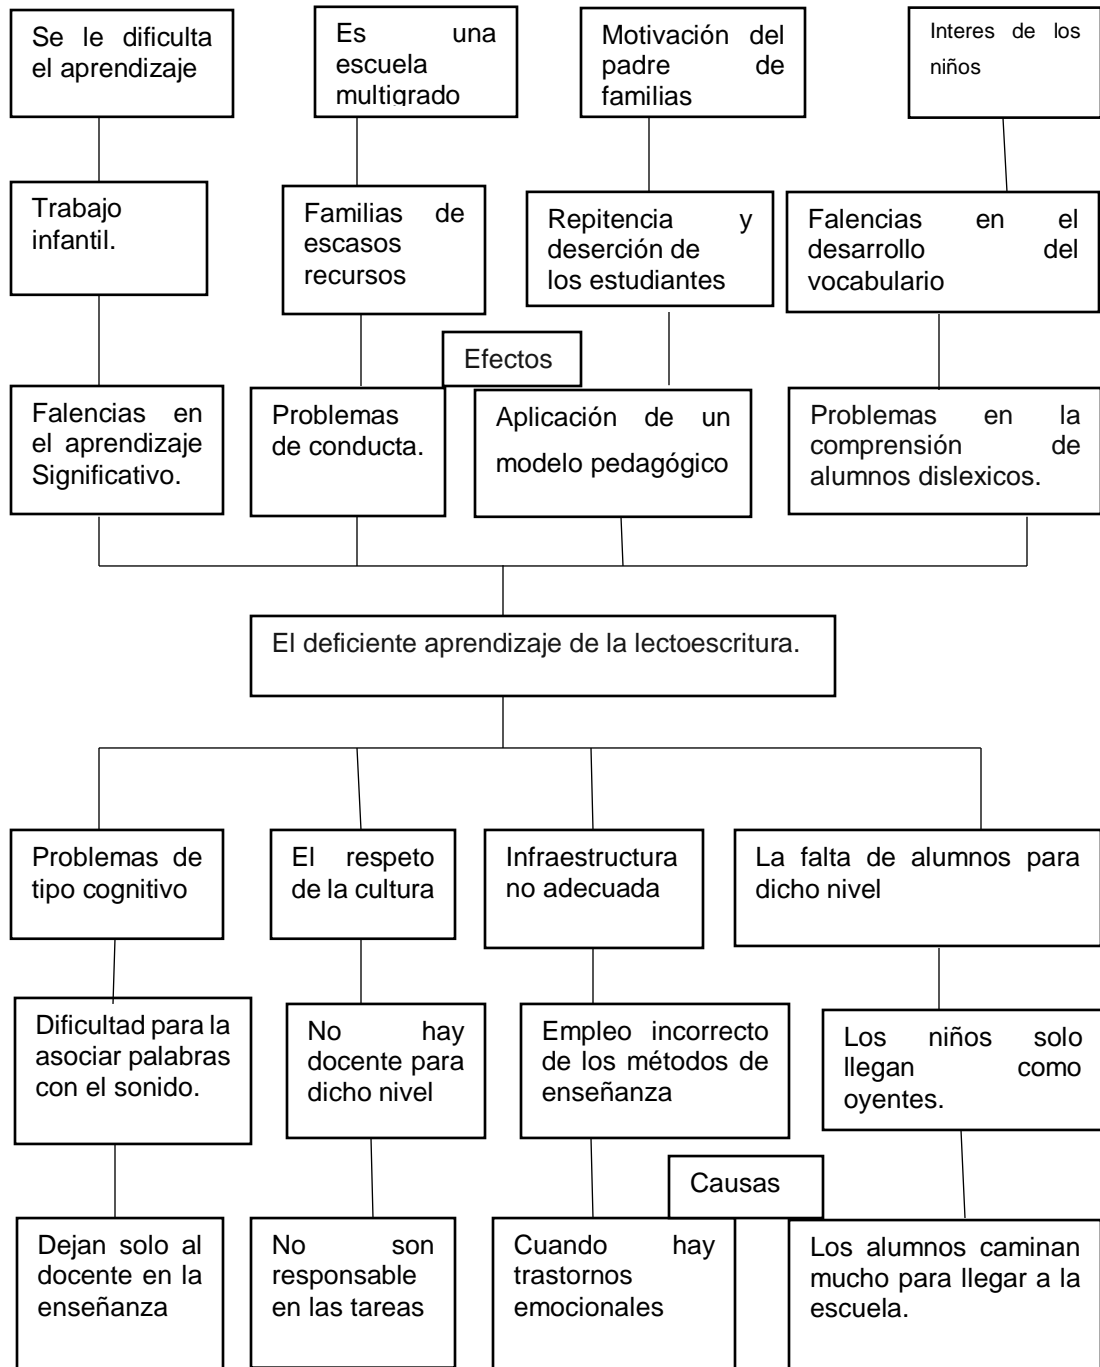 Se le dificulta
el aprendizaje
Es una
escuela
multigrado
Motivación del
padre de
familias
Interes de los
niños
Trabajo
infantil.
Familias de
escasos
recursos
Repitencia y
deserción de
los estudiantes
Falencias en el
desarrollo del
vocabulario
Efectos
Falencias en
el aprendizaje
Significativo.
Problemas
de conducta.
Aplicación de un
modelo pedagógico
Problemas en la
comprensión de
alumnos dislexicos.
El deficiente aprendizaje de la lectoescritura.
Problemas de
tipo cognitivo
El respeto
de la cultura
Infraestructura
no adecuada
La falta de alumnos para
dicho nivel
Dificultad para la
asociar palabras
con el sonido.
No hay
docente para
dicho nivel
Empleo incorrecto
de los métodos de
enseñanza
Los niños solo
llegan como
oyentes.
Causas
Dejan solo al
docente en la
enseñanza
No son
responsable
en las tareas
Cuando hay
trastornos
emocionales
Los alumnos caminan
mucho para llegar a la
escuela.